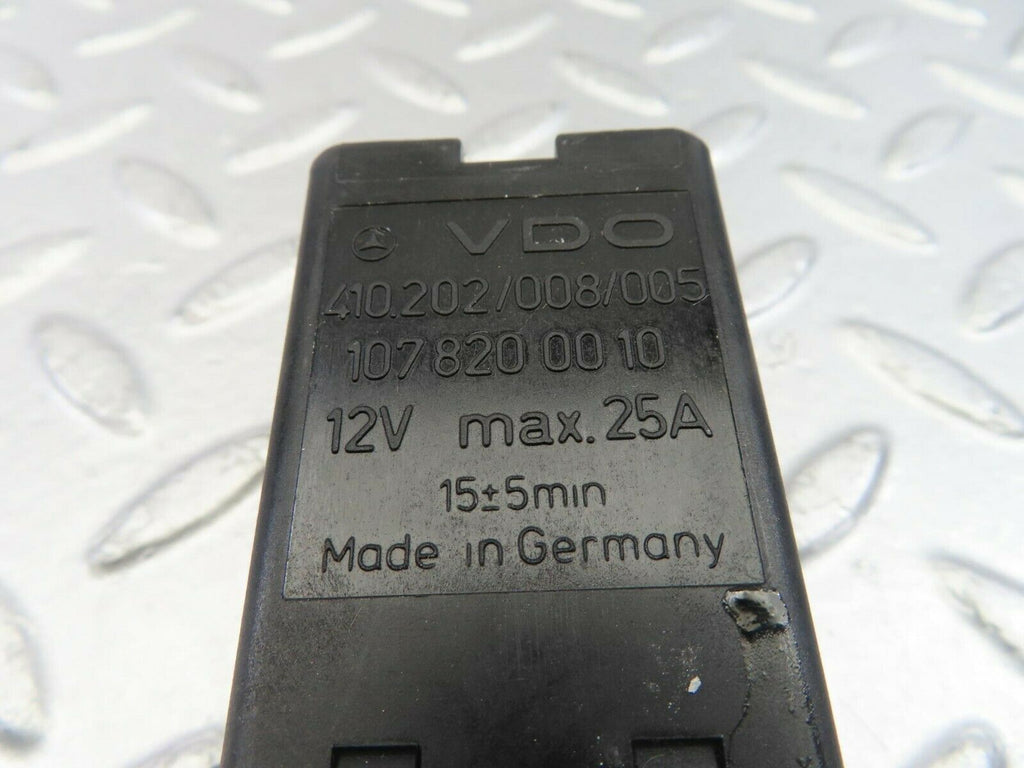 VDO
410.202/008/005
107 820 00 10
12V max. 25A
15±5min
Made in Germany